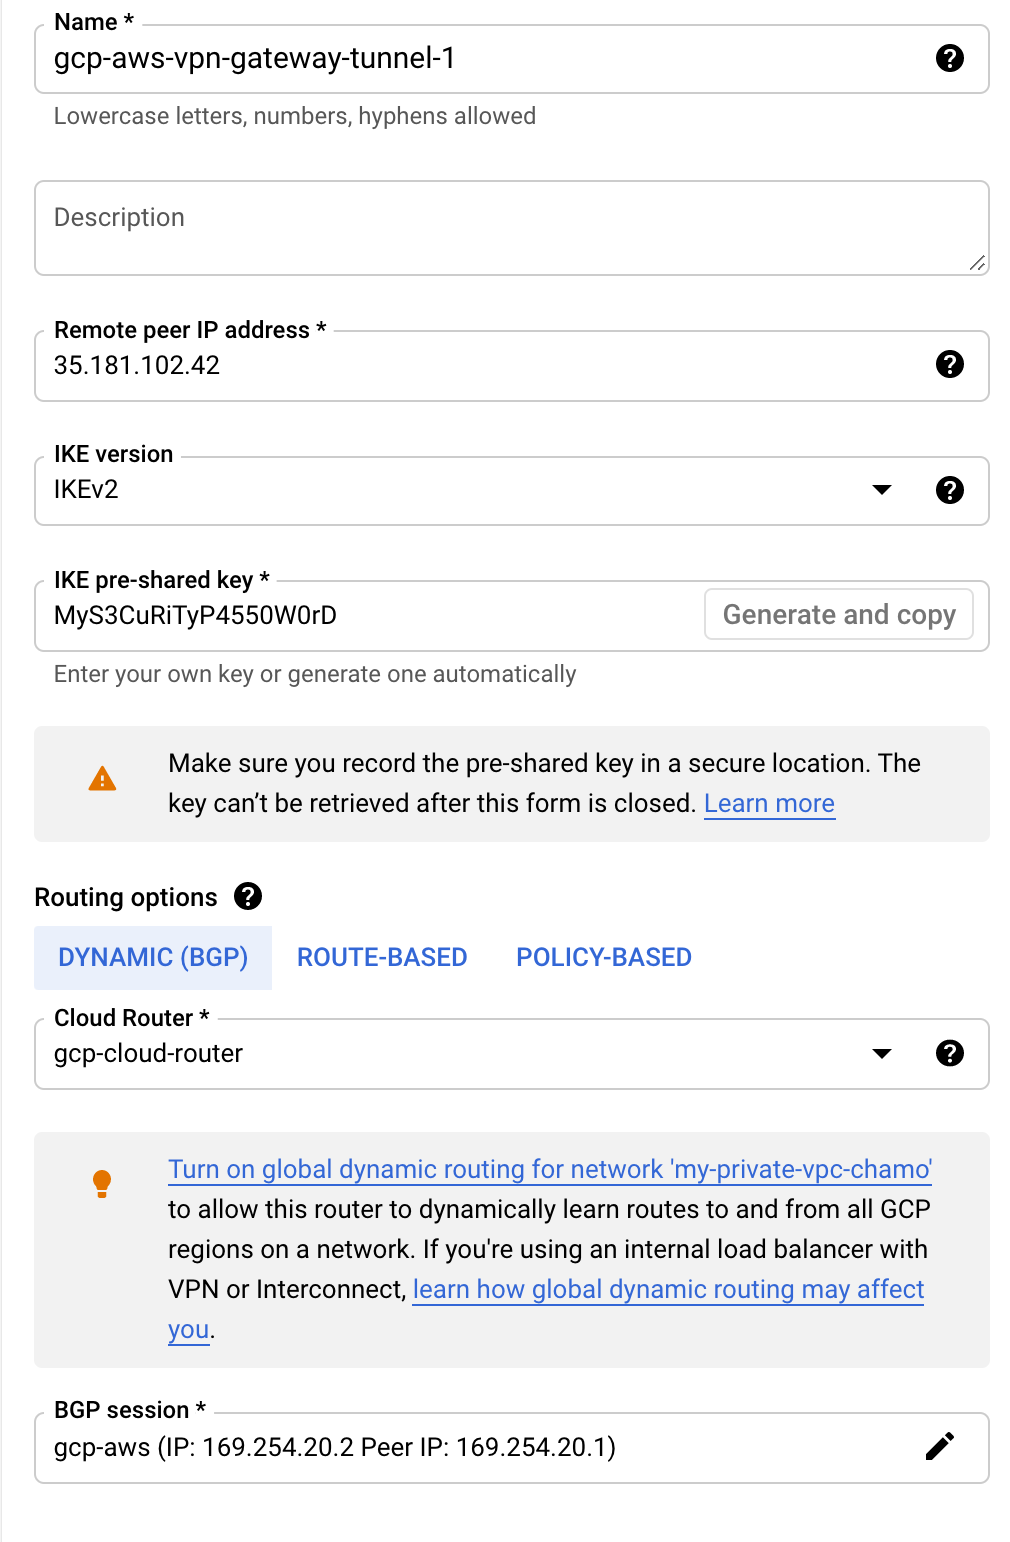 Name *
gcp-aws-vpn-gateway-tunnel-1
Lowercase letters, numbers, hyphens allowed
Description
Remote peer IP address *
35.181.102.42
IKE version
IKEv2
IKE pre-shared key *
MyS3CuRiTyP4550W0rD
Generate and copy
Enter your own key or generate one automatically
Make sure you record the pre-shared key in a secure location. The
key can’t be retrieved after this form is closed. Learn more
Routing options
DYNAMIC (BGP) ROUTE-BASED POLICY-BASED
Cloud Router *
gcp-cloud-router
Turn on global dynamic routing for network 'my-private-vpc-chamo'
to allow this router to dynamically learn routes to and from all GCP
regions on a network. If you're using an internal load balancer with
VPN or Interconnect, learn how global dynamic routing may affect
you.
BGP session *
gcp-aws (IP: 169.254.20.2 Peer IP: 169.254.20.1)